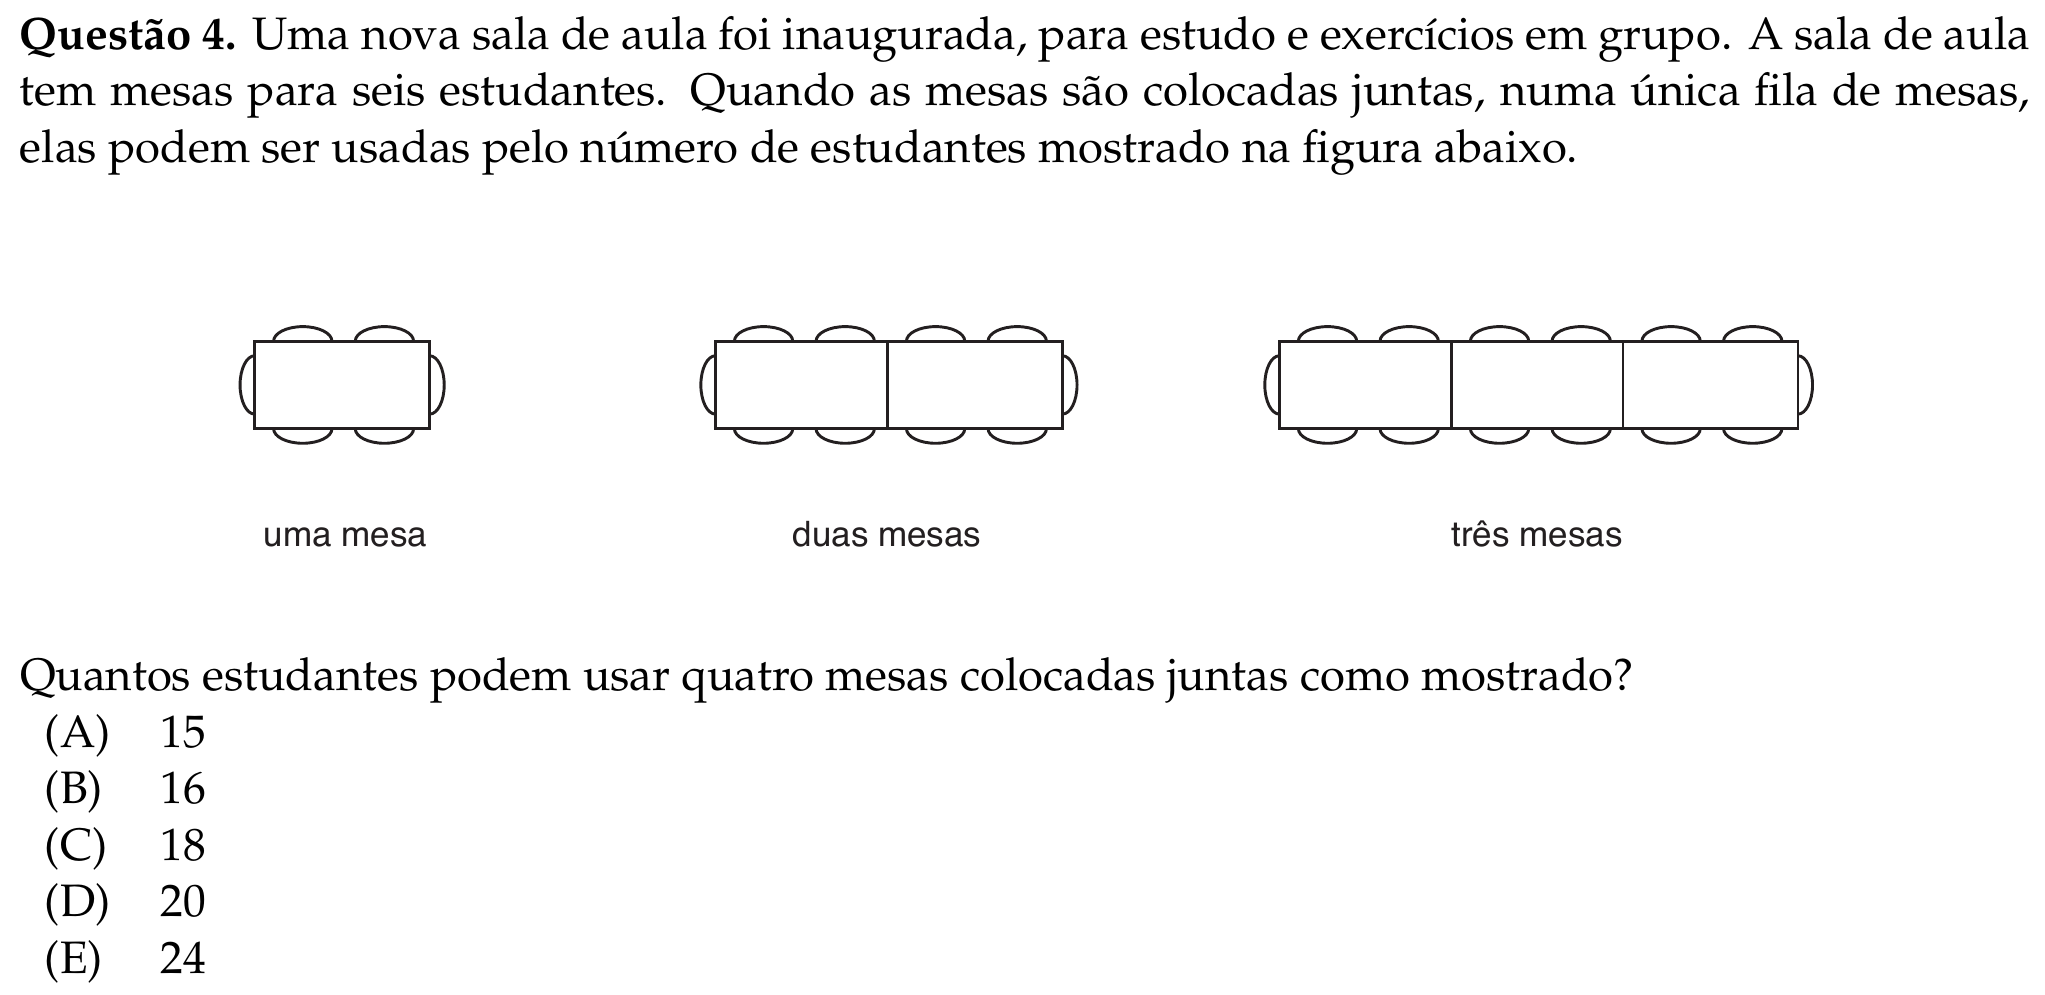 Questão 4. Uma nova sala de aula foi inaugurada, para estudo e exercícios em grupo. A sala de aula
tem mesas para seis estudantes. Quando as mesas são colocadas juntas, numa única fila de mesas,
elas podem ser usadas pelo número de estudantes mostrado na figura abaixo.
uma mesa duas mesas três mesas
Quantos estudantes podem usar quatro mesas colocadas juntas como mostrado?
(A) 15
(B) 16
(C) 18
(D) 20
(E) 24